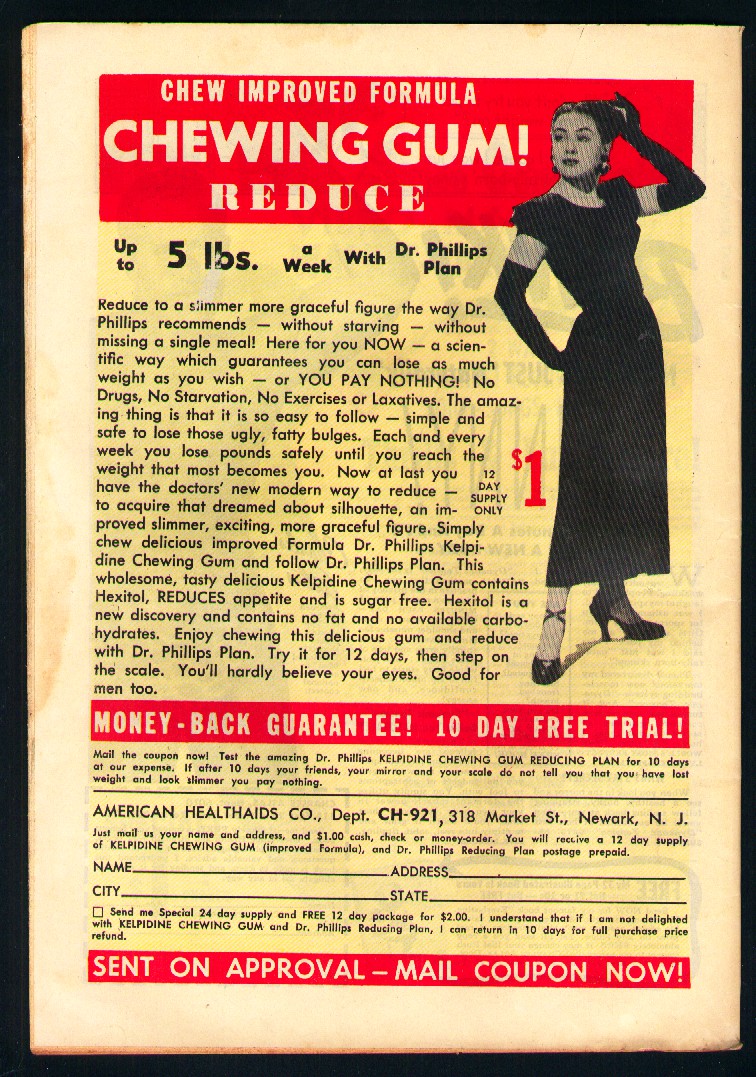 CHEW IMPROVED FORMULA
CHEWING GUM!
REDUCE
Up to 5 lbs. a Week With Dr. Phillips Plan
Reduce to a slimmer more graceful figure the way Dr.
Phillips recommends — without starving — without
missing a single meal! Here for you NOW — a scien-
tific way which guarantees you can lose as much
weight as you wish — or YOU PAY NOTHING! No
Drugs, No Starvation, No Exercises or Laxatives. The amaz-
ing thing is that it is so easy to follow — simple and
safe to lose those ugly, fatty bulges. Each and every
week you lose pounds safely until you reach the
weight that most becomes you. Now at last you
have the doctors' new modern way to reduce —
to acquire that dreamed about silhouette, an im-
proved slimmer, exciting, more graceful figure. Simply
chew delicious improved Formula Dr. Phillips Kelpi-
dine Chewing Gum and follow Dr. Phillips Plan. This
wholesome, tasty delicious Kelpidine Chewing Gum contains
Hexitol, REDUCES appetite and is sugar free. Hexitol is a
new discovery and contains no fat and no available carbo-
hydrates. Enjoy chewing this delicious gum and reduce
with Dr. Phillips Plan. Try it for 12 days, then step on
the scale. You'll hardly believe your eyes. Good for
men too.
12
DAY
SUPPLY
ONLY
$1
MONEY-BACK GUARANTEE! 10 DAY FREE TRIAL!
Mail the coupon now! Test the amazing Dr. Phillips KELPIDINE CHEWING GUM REDUCING PLAN for 10 days
at our expense. If after 10 days your friends, your mirror and your scale do not tell you that you have lost
weight and look slimmer you pay nothing.
AMERICAN HEALTHAIDS CO., Dept. CH-921, 318 Market St., Newark, N. J.
Just mail us your name and address, and $1.00 cash, check or money-order. You will receive a 12 day supply
of KELPIDINE CHEWING GUM (improved Formula), and Dr. Phillips Reducing Plan postage prepaid.
NAME ADDRESS
CITY STATE
Send me Special 24 day supply and FREE 12 day package for $2.00. I understand that if I am not delighted
with KELPIDINE CHEWING GUM and Dr. Phillips Reducing Plan, I can return in 10 days for full purchase price
refund.
SENT ON APPROVAL — MAIL COUPON NOW!